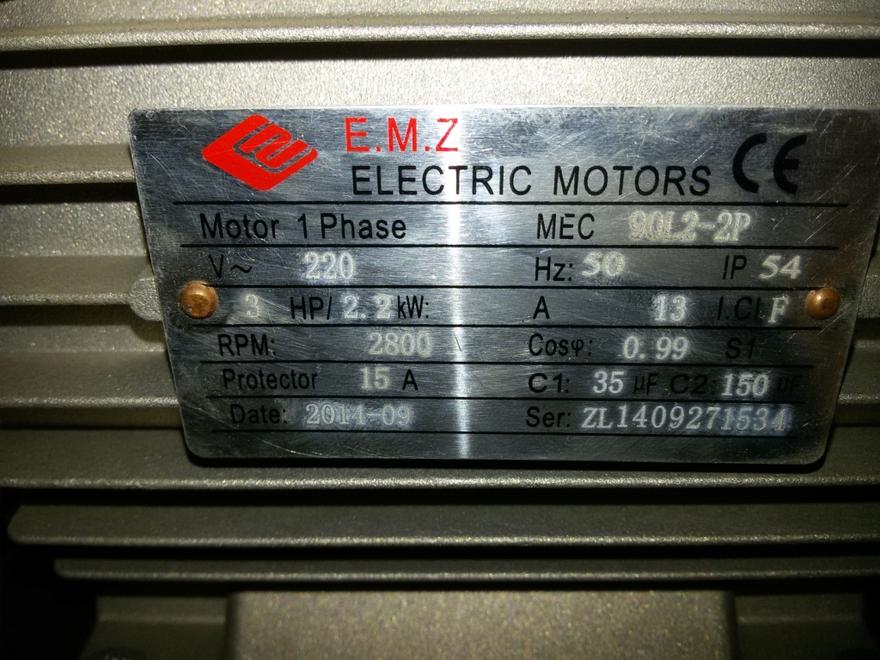 E.M.Z
ELECTRIC MOTORS CE
Motor 1 Phase MEC 90L2-2P
V~ 220 Hz: 50 IP 54
3 HP/ 2.2 kW: A 13 I.Cl F
RPM: 2800 Cosφ: 0.99 S1
Protector 15 A C1: 35 μF C2: 150 μF
Date: 2014-09 Ser: ZL1409271534